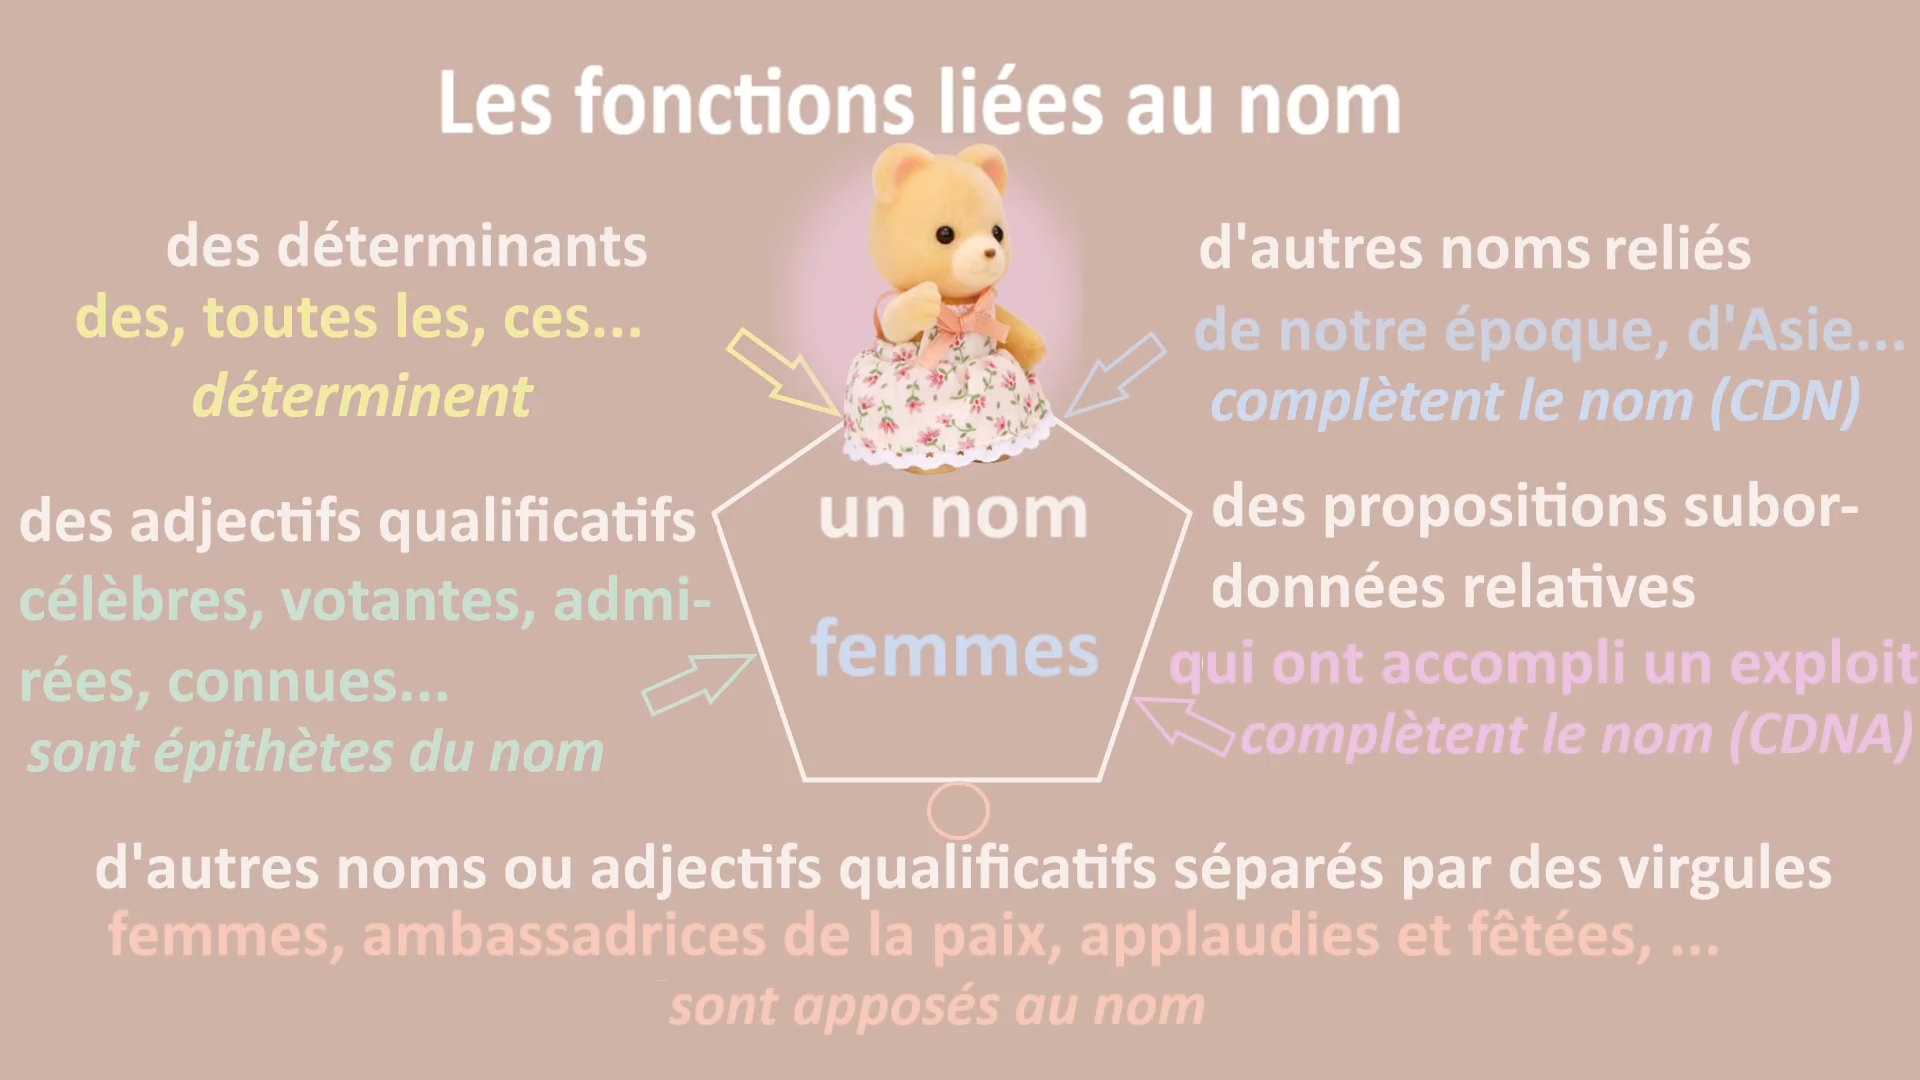 Les fonctions liées au nom
des déterminants
des, toutes les, ces...
déterminent
d'autres noms reliés
de notre époque, d'Asie...
complètent le nom (CDN)
des adjectifs qualificatifs
célèbres, votantes, admi-
rées, connues...
sont épithètes du nom
un nom
femmes
des propositions subor-
données relatives
qui ont accompli un exploit
complètent le nom (CDNA)
d'autres noms ou adjectifs qualificatifs séparés par des virgules
femmes, ambassadrices de la paix, applaudies et fêtées, ...
sont apposés au nom